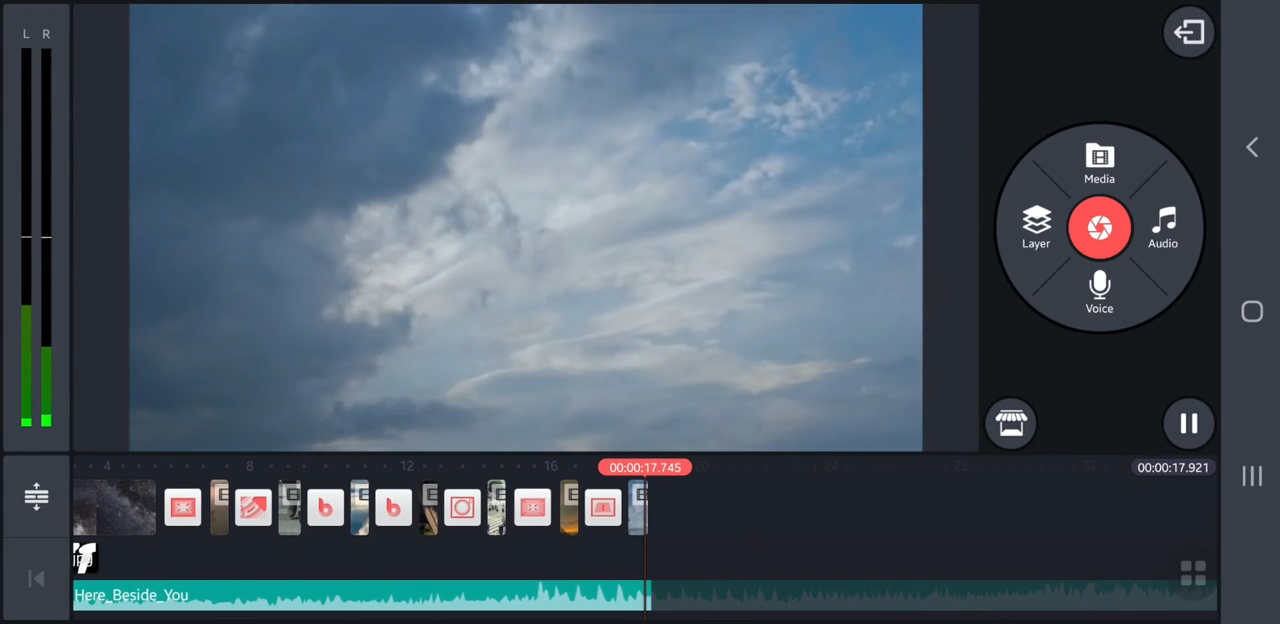 L R
Media
Layer
Audio
Voice
4 8 12 16 20 24 28 32
00:00:17.745
00:00:17.921
Here_Beside_You